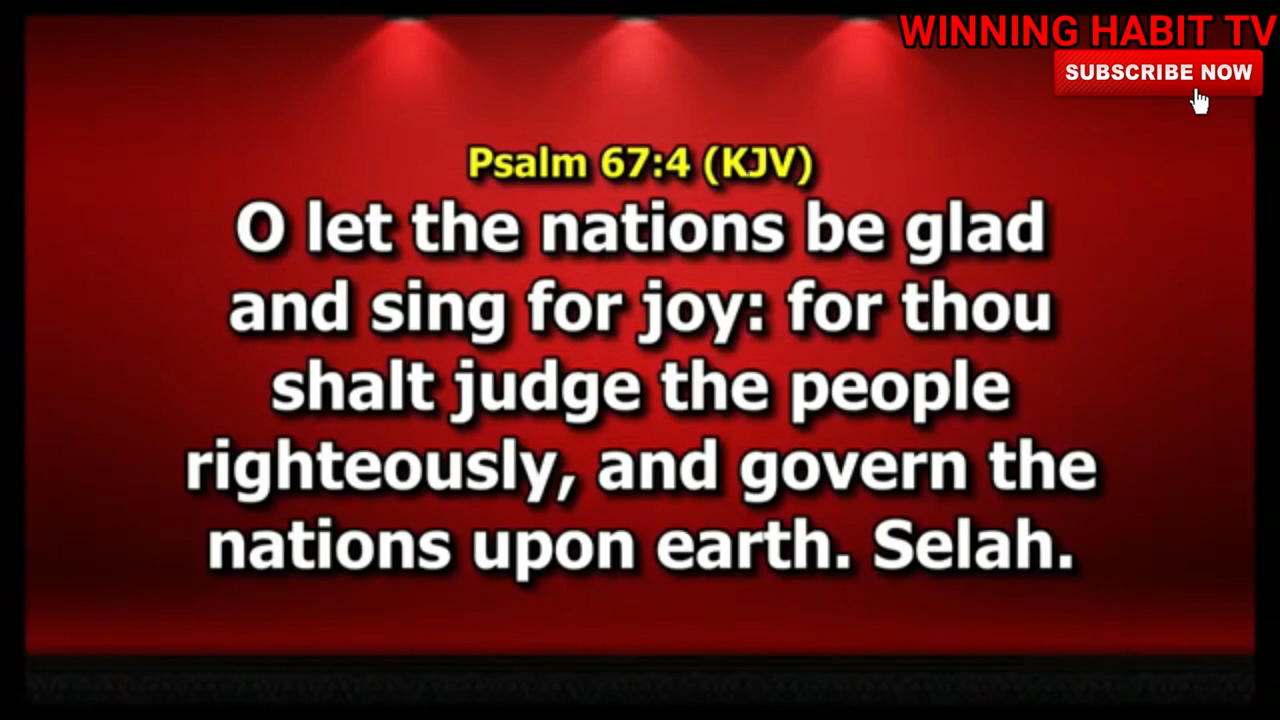 WINNING HABIT TV
SUBSCRIBE NOW
Psalm 67:4 (KJV)
O let the nations be glad
and sing for joy: for thou
shalt judge the people
righteously, and govern the
nations upon earth. Selah.